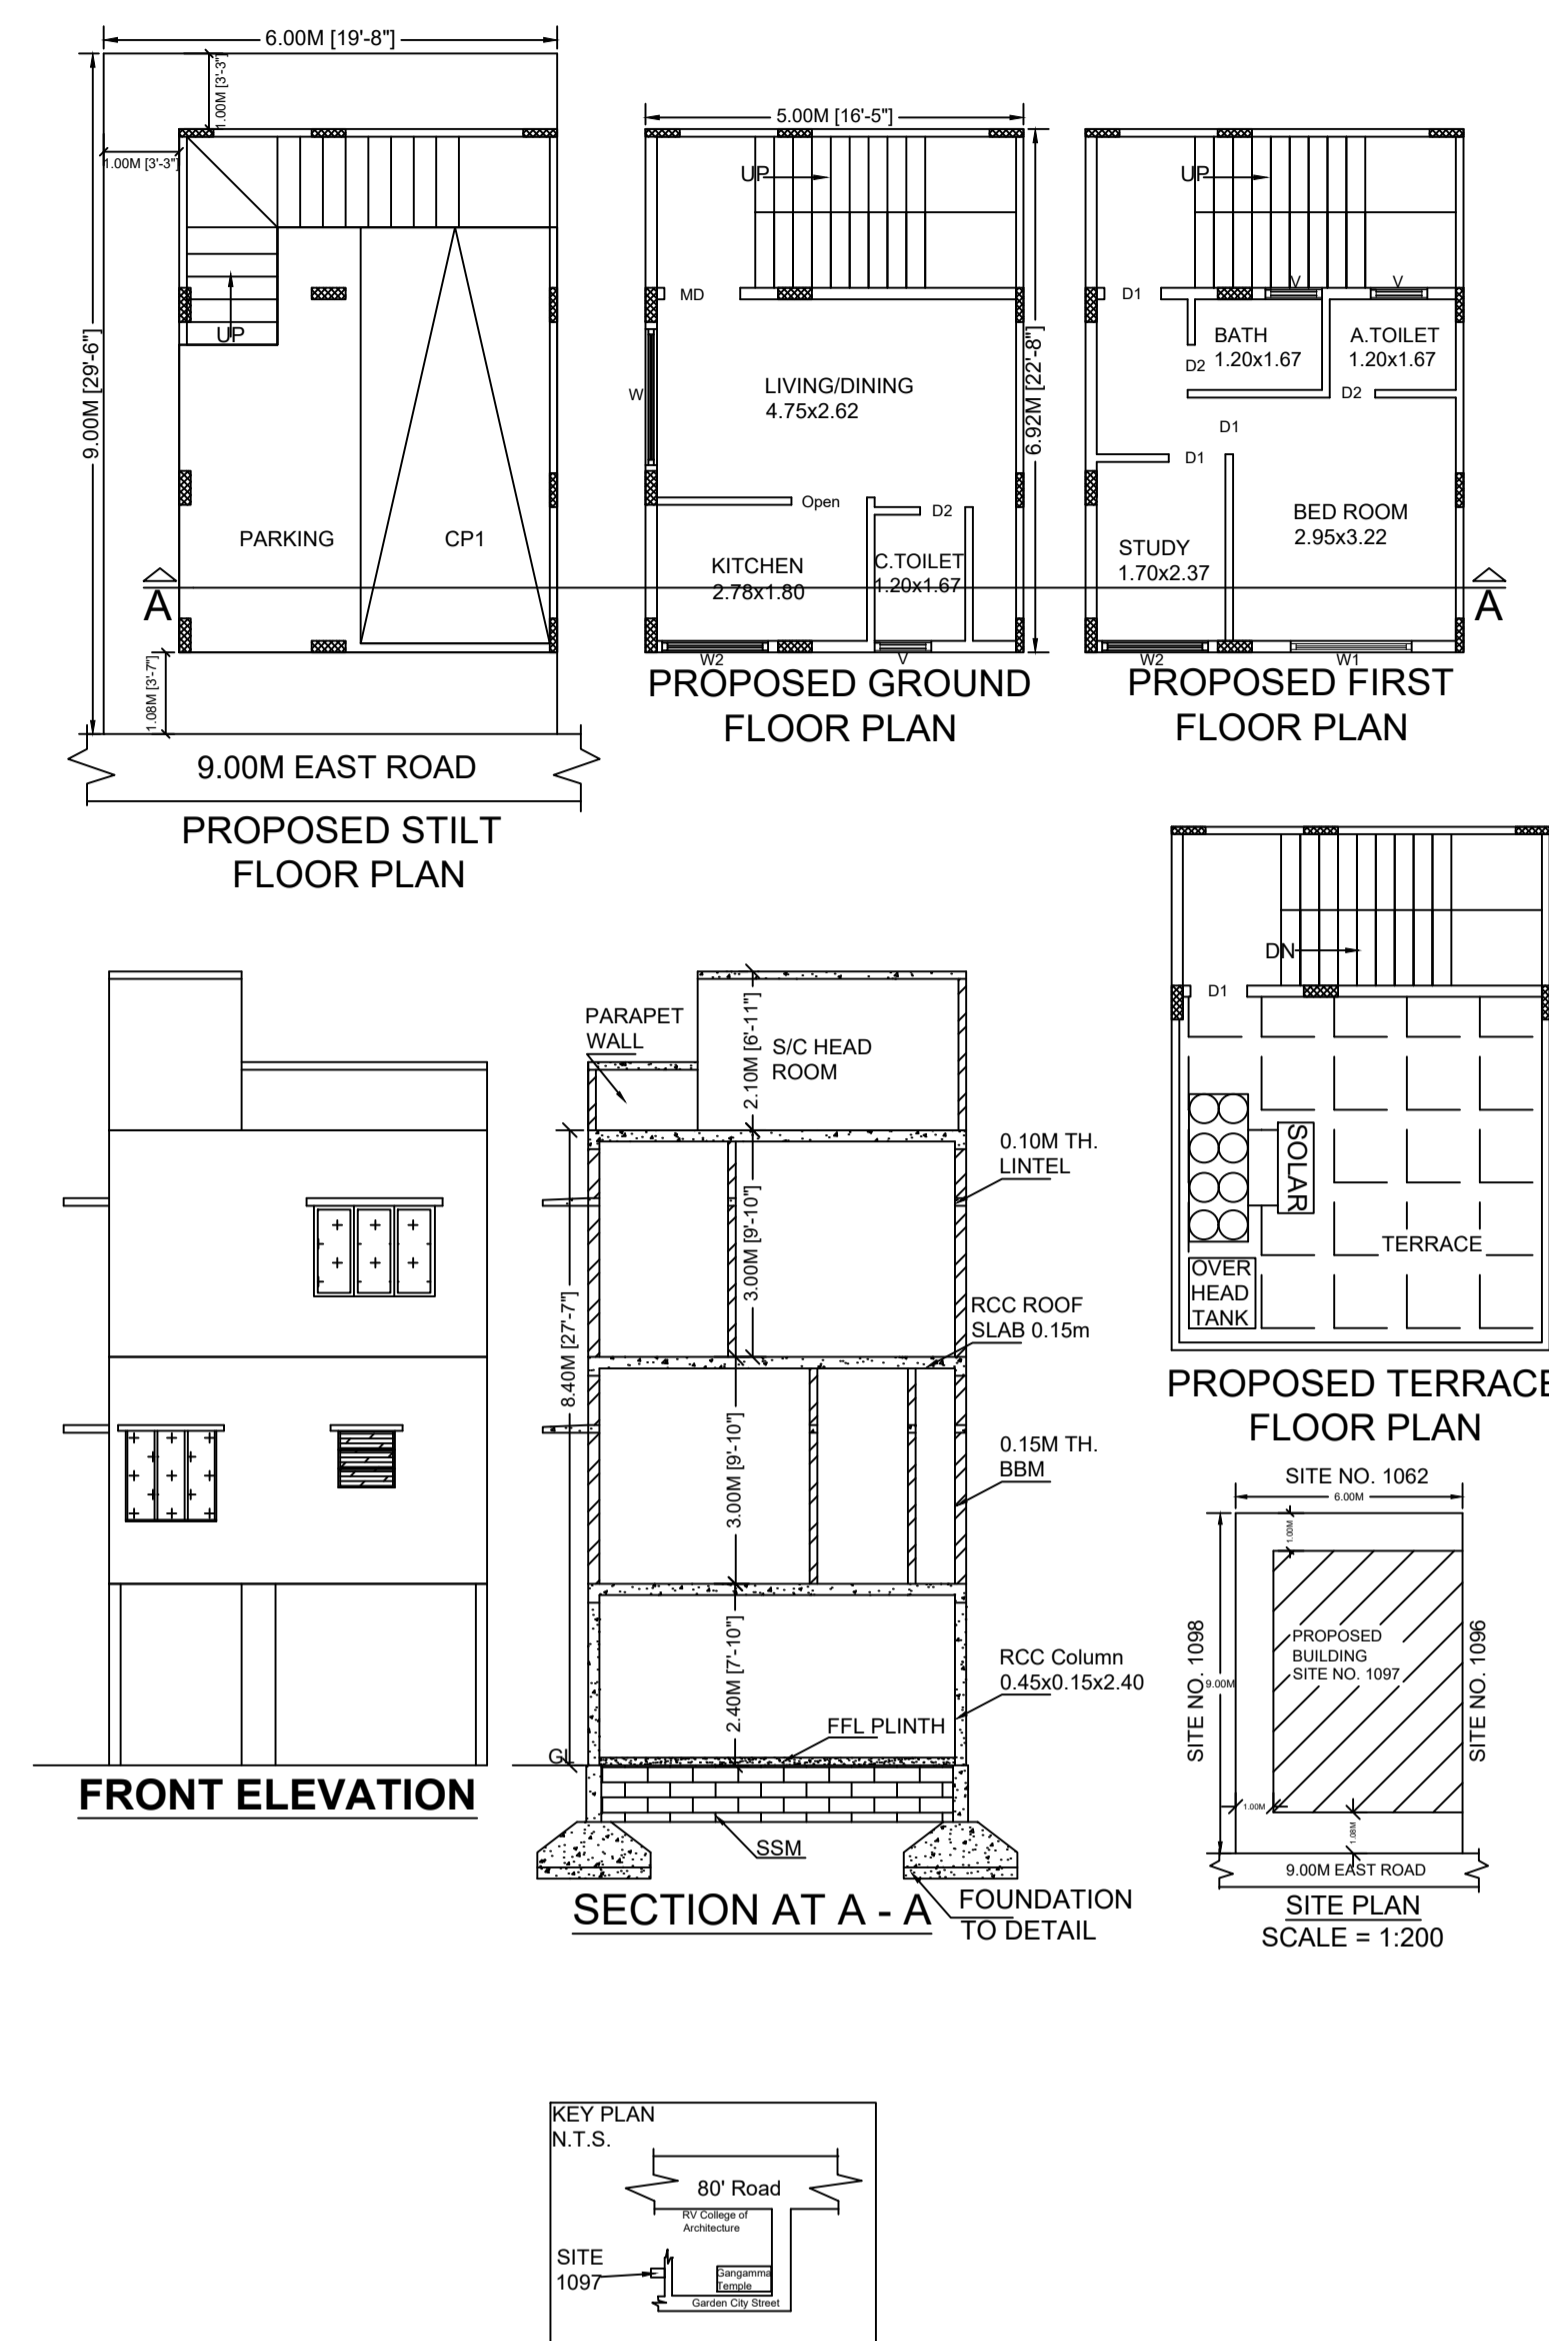 6.00M [19'-8"]
1.00M [3'-3"]
1.00M [3'-3"]
9.00M [29'-6"]
UP
PARKING
CP1
A
1.08M [3'-7"]
9.00M EAST ROAD
PROPOSED STILT
FLOOR PLAN
5.00M [16'-5"]
UP
MD
W
LIVING/DINING
4.75x2.62
6.92M [22'-8"]
Open
D2
KITCHEN
2.78x1.80
C.TOILET
1.20x1.67
W2
V
PROPOSED GROUND
FLOOR PLAN
UP
D1
V
V
BATH
1.20x1.67
A.TOILET
1.20x1.67
D2
D2
D1
D1
BED ROOM
2.95x3.22
STUDY
1.70x2.37
A
W2
W1
PROPOSED FIRST
FLOOR PLAN
DN
D1
SOLAR
TERRACE
OVER
HEAD
TANK
PROPOSED TERRACE
FLOOR PLAN
FRONT ELEVATION
PARAPET
WALL
2.10M [6'-11"]
S/C HEAD
ROOM
0.10M TH.
LINTEL
3.00M [9'-10"]
8.40M [27'-7"]
RCC ROOF
SLAB 0.15m
3.00M [9'-10"]
0.15M TH.
BBM
2.40M [7'-10"]
RCC Column
0.45x0.15x2.40
FFL PLINTH
GL
SSM
SECTION AT A - A
FOUNDATION
TO DETAIL
SITE NO. 1062
6.00M
1.00M
SITE NO. 1098
9.00M
PROPOSED
BUILDING
SITE NO. 1097
SITE NO. 1096
1.00M
1.08M
9.00M EAST ROAD
SITE PLAN
SCALE = 1:200
KEY PLAN
N.T.S.
80' Road
RV College of
Architecture
SITE
1097
Gangamma
Temple
Garden City Street